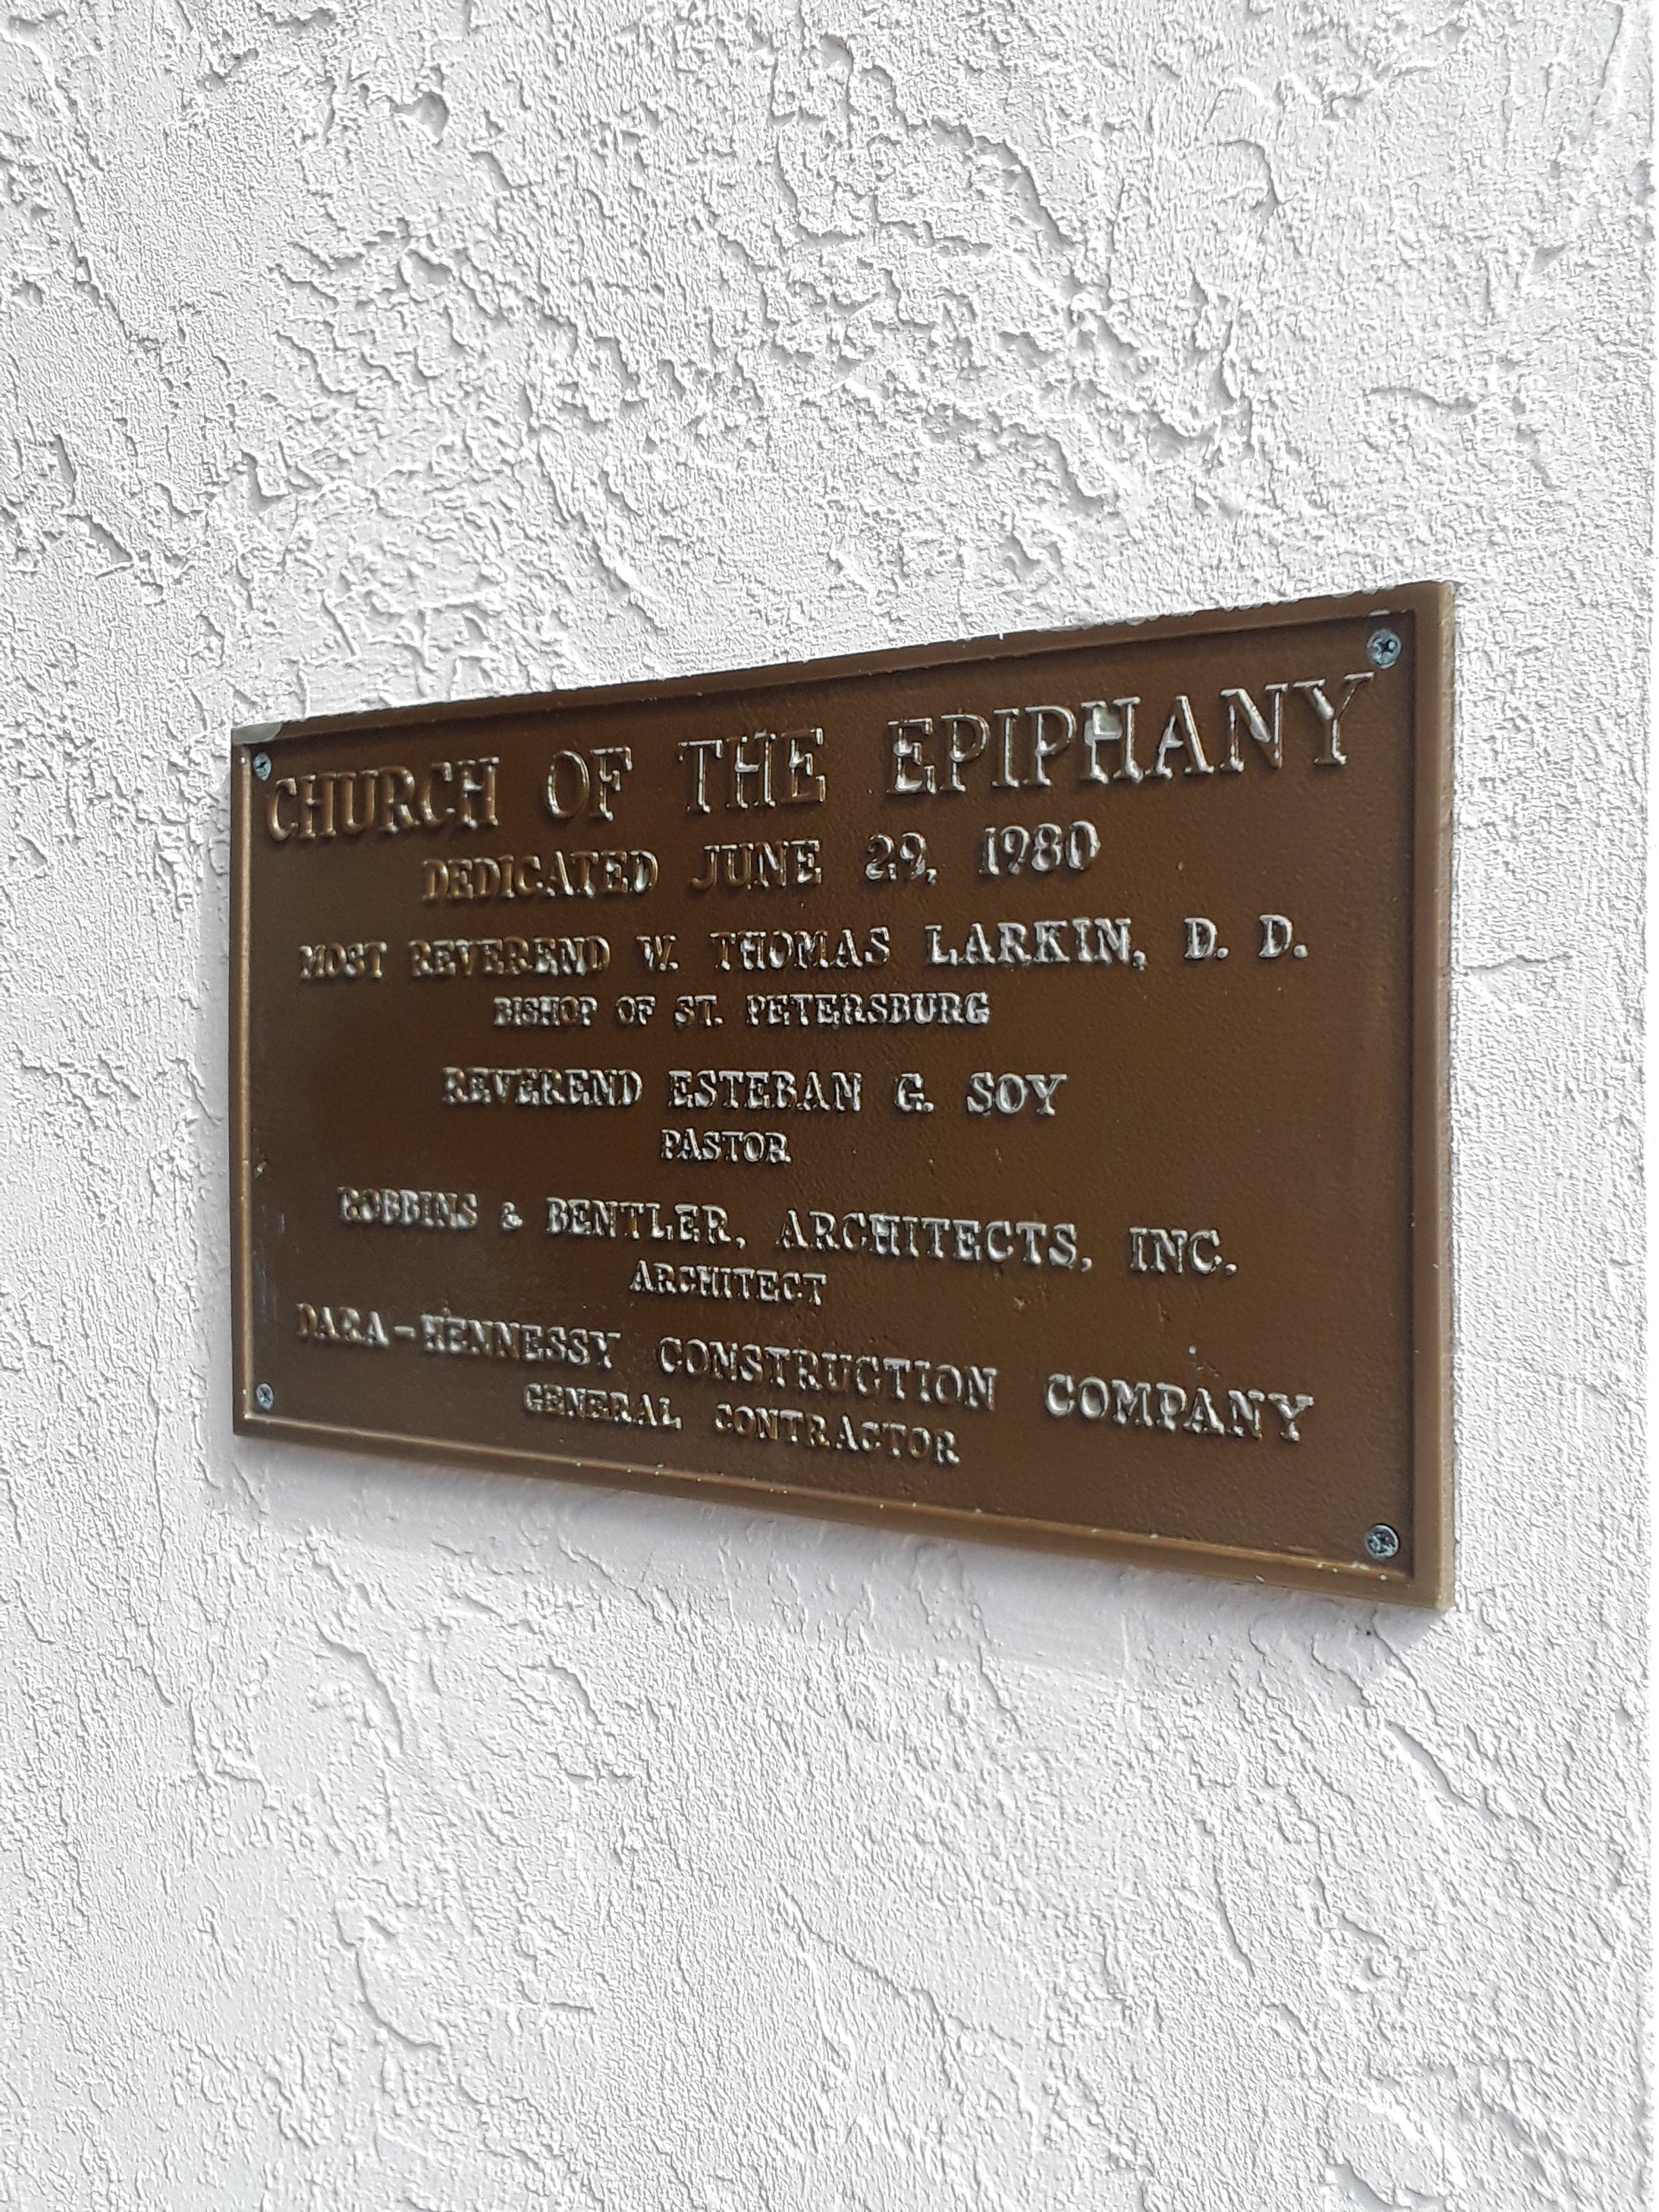 CHURCH OF THE EPIPHANY
DEDICATED JUNE 29, 1980
MOST REVEREND W. THOMAS LARKIN, D. D.
BISHOP OF ST. PETERSBURG
REVEREND ESTEBAN G. SOY
PASTOR
ROBBINS & BENTLER, ARCHITECTS, INC.
ARCHITECT
DARA-HENNESSY CONSTRUCTION COMPANY
GENERAL CONTRACTOR